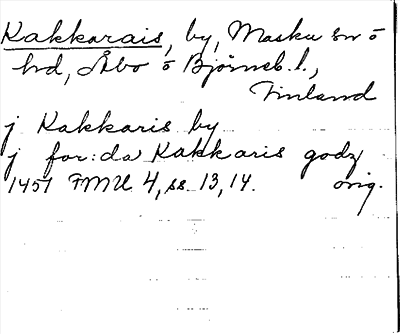 Kakkarais, by, Masku sn o
hd, Åbo o Björneb. l.,
Finland
j Kakkaris by
j for:da Kakkaris godz
1451 FMU 4, ss. 13, 14. orig.